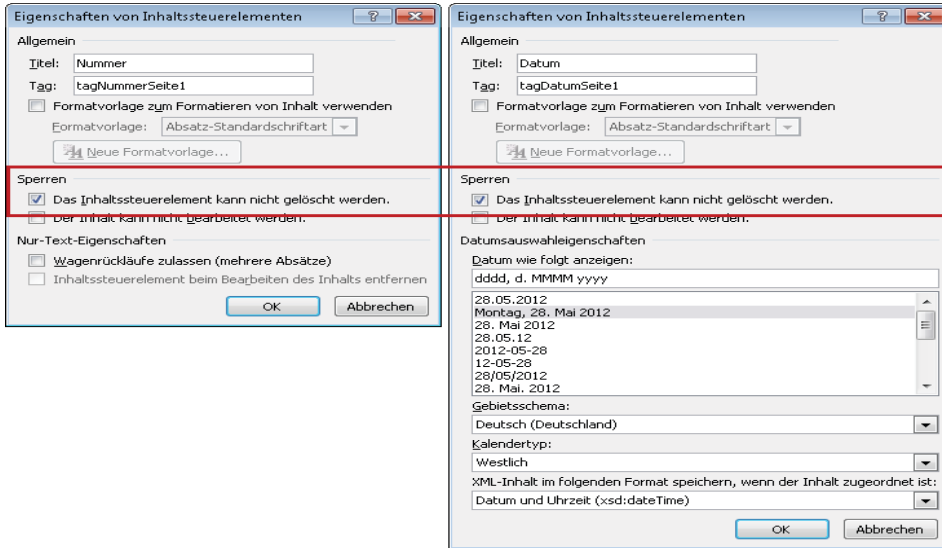 Eigenschaften von Inhaltssteuerelementen
Allgemein
Titel: Nummer
Tag: tagNummerSeite1
Formatvorlage zum Formatieren von Inhalt verwenden
Formatvorlage: Absatz-Standardschriftart
Neue Formatvorlage...
Sperren
Das Inhaltssteuerelement kann nicht gelöscht werden.
Der Inhalt kann nicht bearbeitet werden.
Nur-Text-Eigenschaften
Wagenrückläufe zulassen (mehrere Absätze)
Inhaltssteuerelement beim Bearbeiten des Inhalts entfernen
OK Abbrechen
Eigenschaften von Inhaltssteuerelementen
Allgemein
Titel: Datum
Tag: tagDatumSeite1
Formatvorlage zum Formatieren von Inhalt verwenden
Formatvorlage: Absatz-Standardschriftart
Neue Formatvorlage...
Sperren
Das Inhaltssteuerelement kann nicht gelöscht werden.
Der Inhalt kann nicht bearbeitet werden.
Datumsauswahleigenschaften
Datum wie folgt anzeigen:
dddd, d. MMMM yyyy
28.05.2012
Montag, 28. Mai 2012
28. Mai 2012
28.05.12
2012-05-28
12-05-28
28/05/2012
28. Mai. 2012
Gebietsschema:
Deutsch (Deutschland)
Kalendertyp:
Westlich
XML-Inhalt im folgenden Format speichern, wenn der Inhalt zugeordnet ist:
Datum und Uhrzeit (xsd:dateTime)
OK Abbrechen